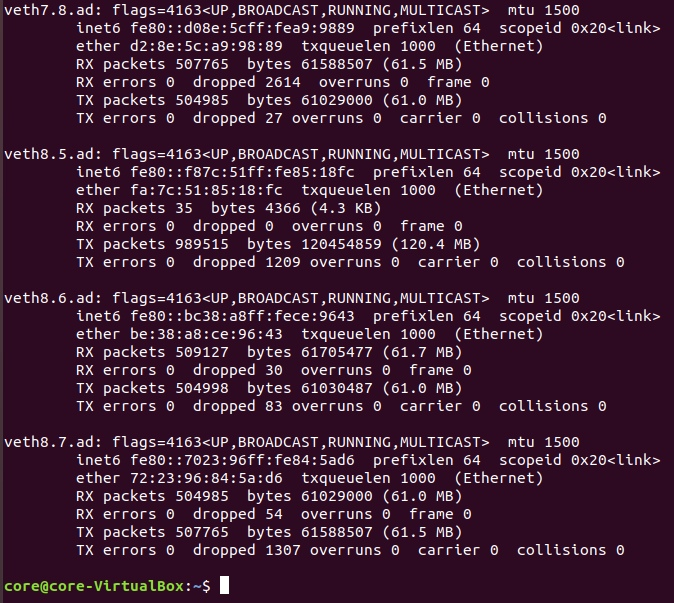 veth7.8.ad: flags=4163<UP,BROADCAST,RUNNING,MULTICAST>  mtu 1500
        inet6 fe80::d08e:5cff:fea9:9889  prefixlen 64  scopeid 0x20<link>
        ether d2:8e:5c:a9:98:89  txqueuelen 1000  (Ethernet)
        RX packets 507765  bytes 61588507 (61.5 MB)
        RX errors 0  dropped 2614  overruns 0  frame 0
        TX packets 504985  bytes 61029000 (61.0 MB)
        TX errors 0  dropped 27 overruns 0  carrier 0  collisions 0

veth8.5.ad: flags=4163<UP,BROADCAST,RUNNING,MULTICAST>  mtu 1500
        inet6 fe80::f87c:51ff:fe85:18fc  prefixlen 64  scopeid 0x20<link>
        ether fa:7c:51:85:18:fc  txqueuelen 1000  (Ethernet)
        RX packets 35  bytes 4366 (4.3 KB)
        RX errors 0  dropped 0  overruns 0  frame 0
        TX packets 989515  bytes 120454859 (120.4 MB)
        TX errors 0  dropped 1209 overruns 0  carrier 0  collisions 0

veth8.6.ad: flags=4163<UP,BROADCAST,RUNNING,MULTICAST>  mtu 1500
        inet6 fe80::bc38:a8ff:fece:9643  prefixlen 64  scopeid 0x20<link>
        ether be:38:a8:ce:96:43  txqueuelen 1000  (Ethernet)
        RX packets 509127  bytes 61705477 (61.7 MB)
        RX errors 0  dropped 30  overruns 0  frame 0
        TX packets 504998  bytes 61030487 (61.0 MB)
        TX errors 0  dropped 83 overruns 0  carrier 0  collisions 0

veth8.7.ad: flags=4163<UP,BROADCAST,RUNNING,MULTICAST>  mtu 1500
        inet6 fe80::7023:96ff:fe84:5ad6  prefixlen 64  scopeid 0x20<link>
        ether 72:23:96:84:5a:d6  txqueuelen 1000  (Ethernet)
        RX packets 504985  bytes 61029000 (61.0 MB)
        RX errors 0  dropped 54  overruns 0  frame 0
        TX packets 507765  bytes 61588507 (61.5 MB)
        TX errors 0  dropped 1307 overruns 0  carrier 0  collisions 0

core@core-VirtualBox:~$